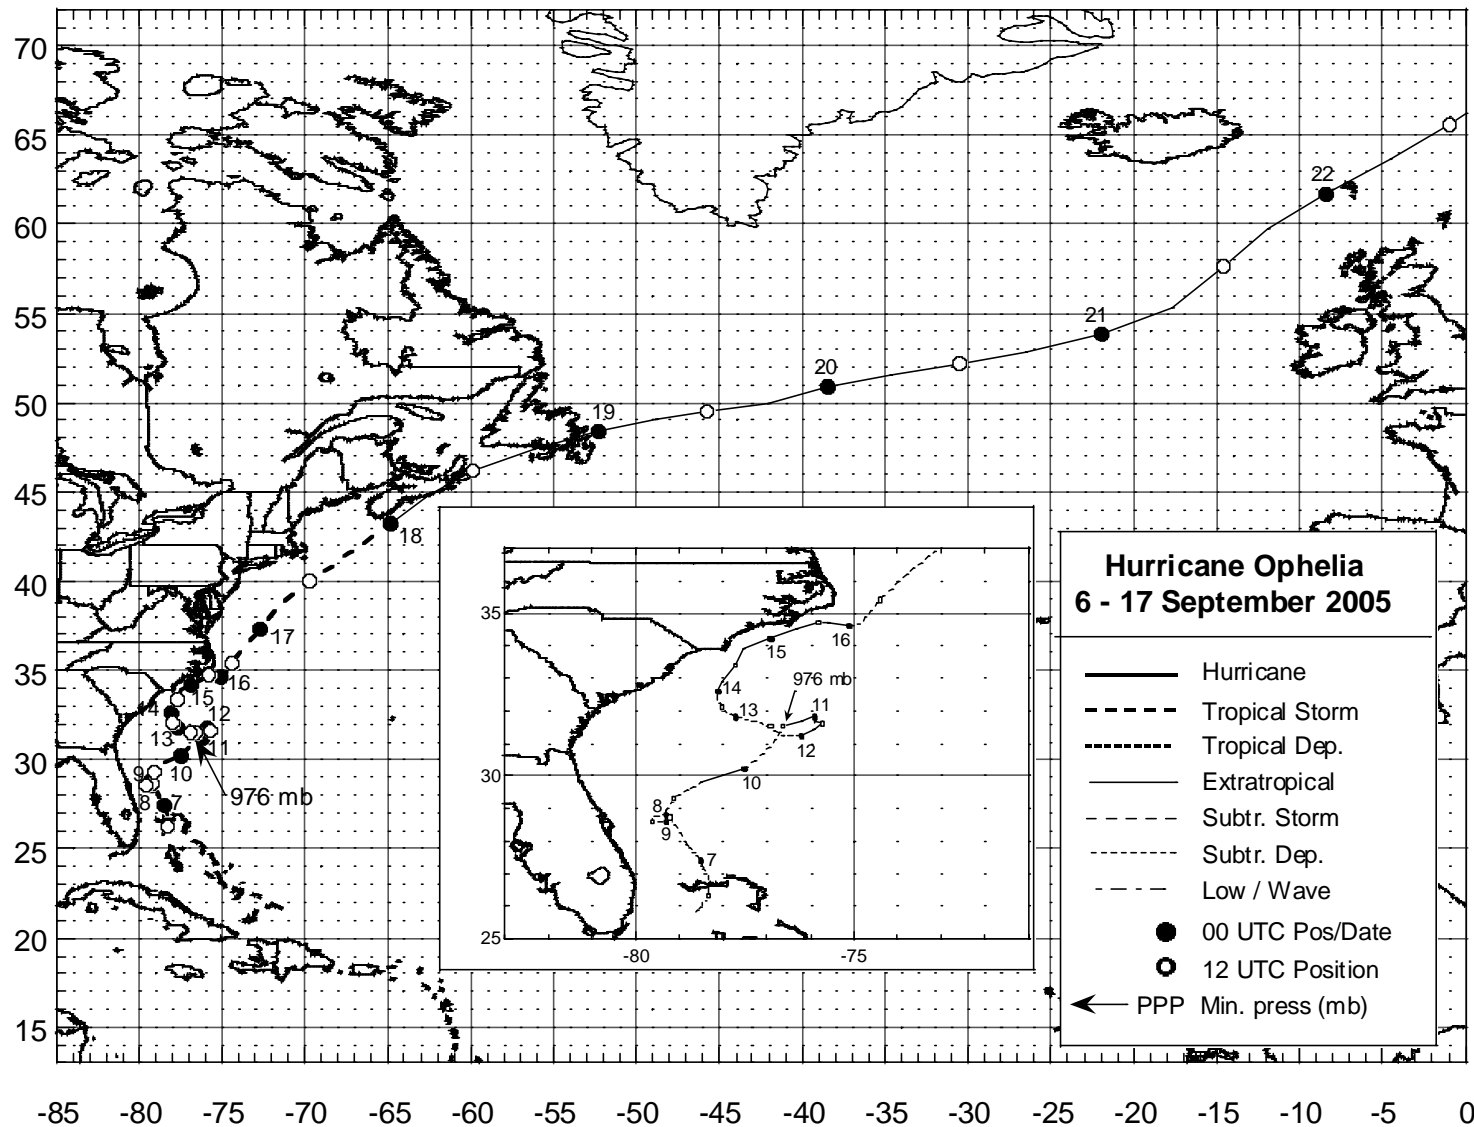 70
65
60
55
50
45
40
35
30
25
20
15
-85 -80 -75 -70 -65 -60 -55 -50 -45 -40 -35 -30 -25 -20 -15 -10 -5 0
22
21
20
19
18
17
16
15
14
12
13
11
10
9
8
7
976 mb
35
30
25
-80
-75
16
15
976 mb
14
11
13
12
10
8
9
7
Hurricane Ophelia
6 - 17 September 2005
Hurricane
Tropical Storm
Tropical Dep.
Extratropical
Subtr. Storm
Subtr. Dep.
Low / Wave
00 UTC Pos/Date
12 UTC Position
PPP Min. press (mb)